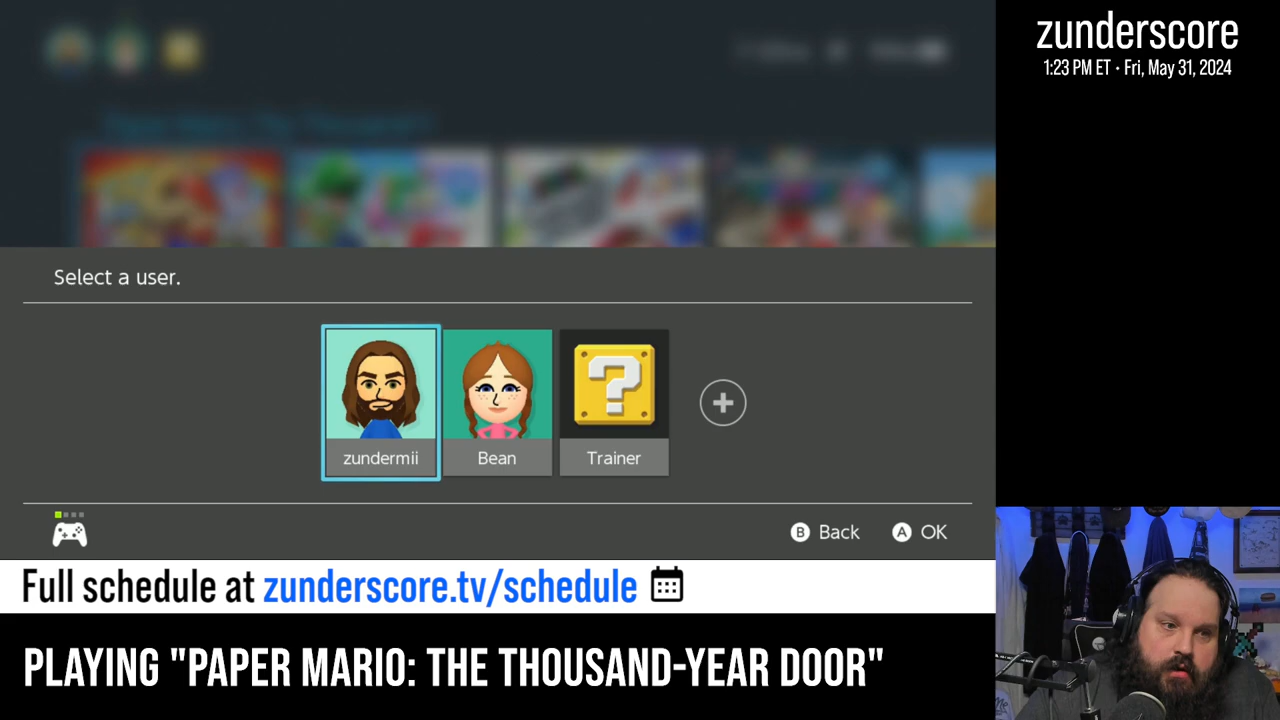 zunderscore
1:23 PM ET · Fri, May 31, 2024
Select a user.
zundermii
Bean
Trainer
B Back
A OK
Full schedule at zunderscore.tv/schedule
PLAYING "PAPER MARIO: THE THOUSAND-YEAR DOOR"